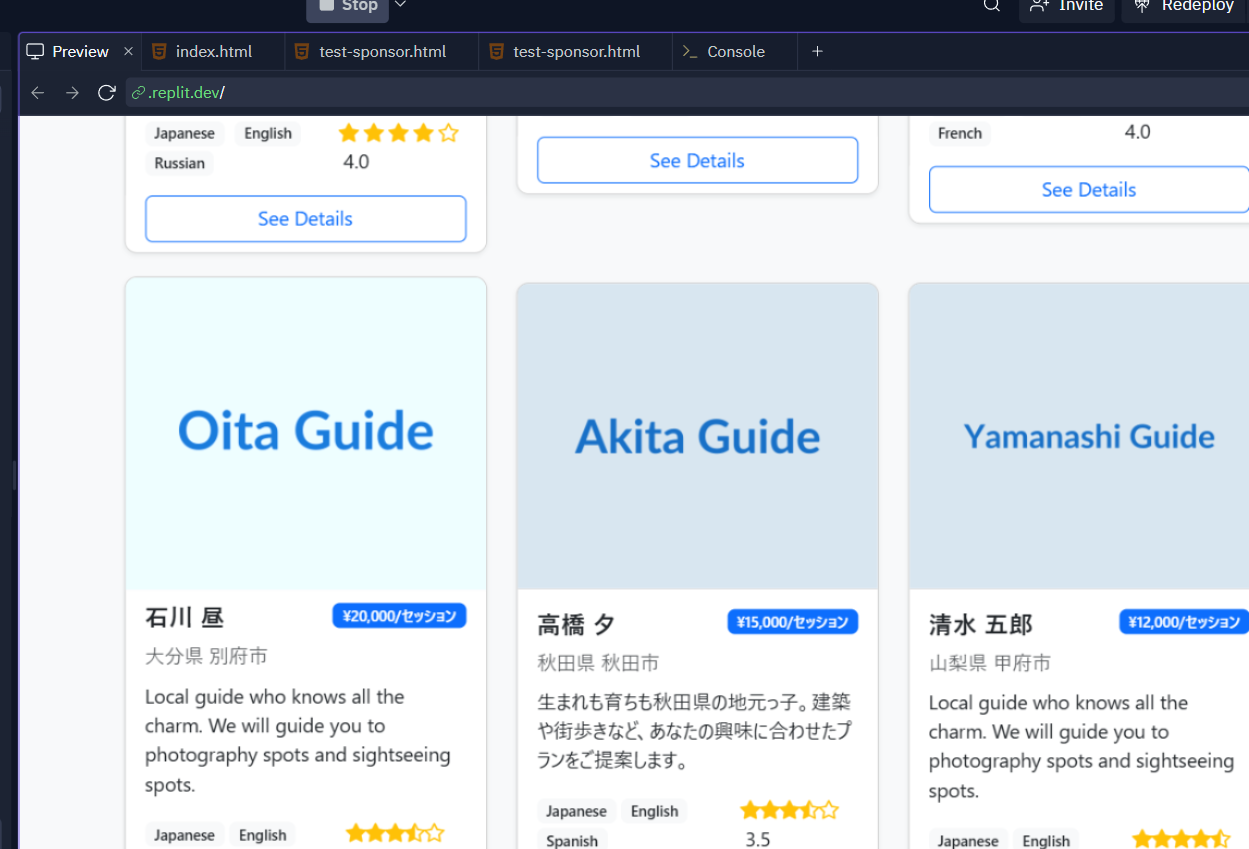 Stop
Invite
Redeploy
Preview
index.html
test-sponsor.html
test-sponsor.html
Console
.replit.dev/
Japanese English
Russian
4.0
See Details
See Details
French
4.0
See Details
Oita Guide
石川 昼
¥20,000/セッション
大分県 別府市
Local guide who knows all the
charm. We will guide you to
photography spots and sightseeing
spots.
Japanese English
Akita Guide
高橋 夕
¥15,000/セッション
秋田県 秋田市
生まれも育ちも秋田県の地元っ子。建築
や街歩きなど、あなたの興味に合わせたプ
ランをご提案します。
Japanese English
Spanish
3.5
Yamanashi Guide
清水 五郎
¥12,000/セッション
山梨県 甲府市
Local guide who knows all the
charm. We will guide you to
photography spots and sightseeing
spots.
Japanese English